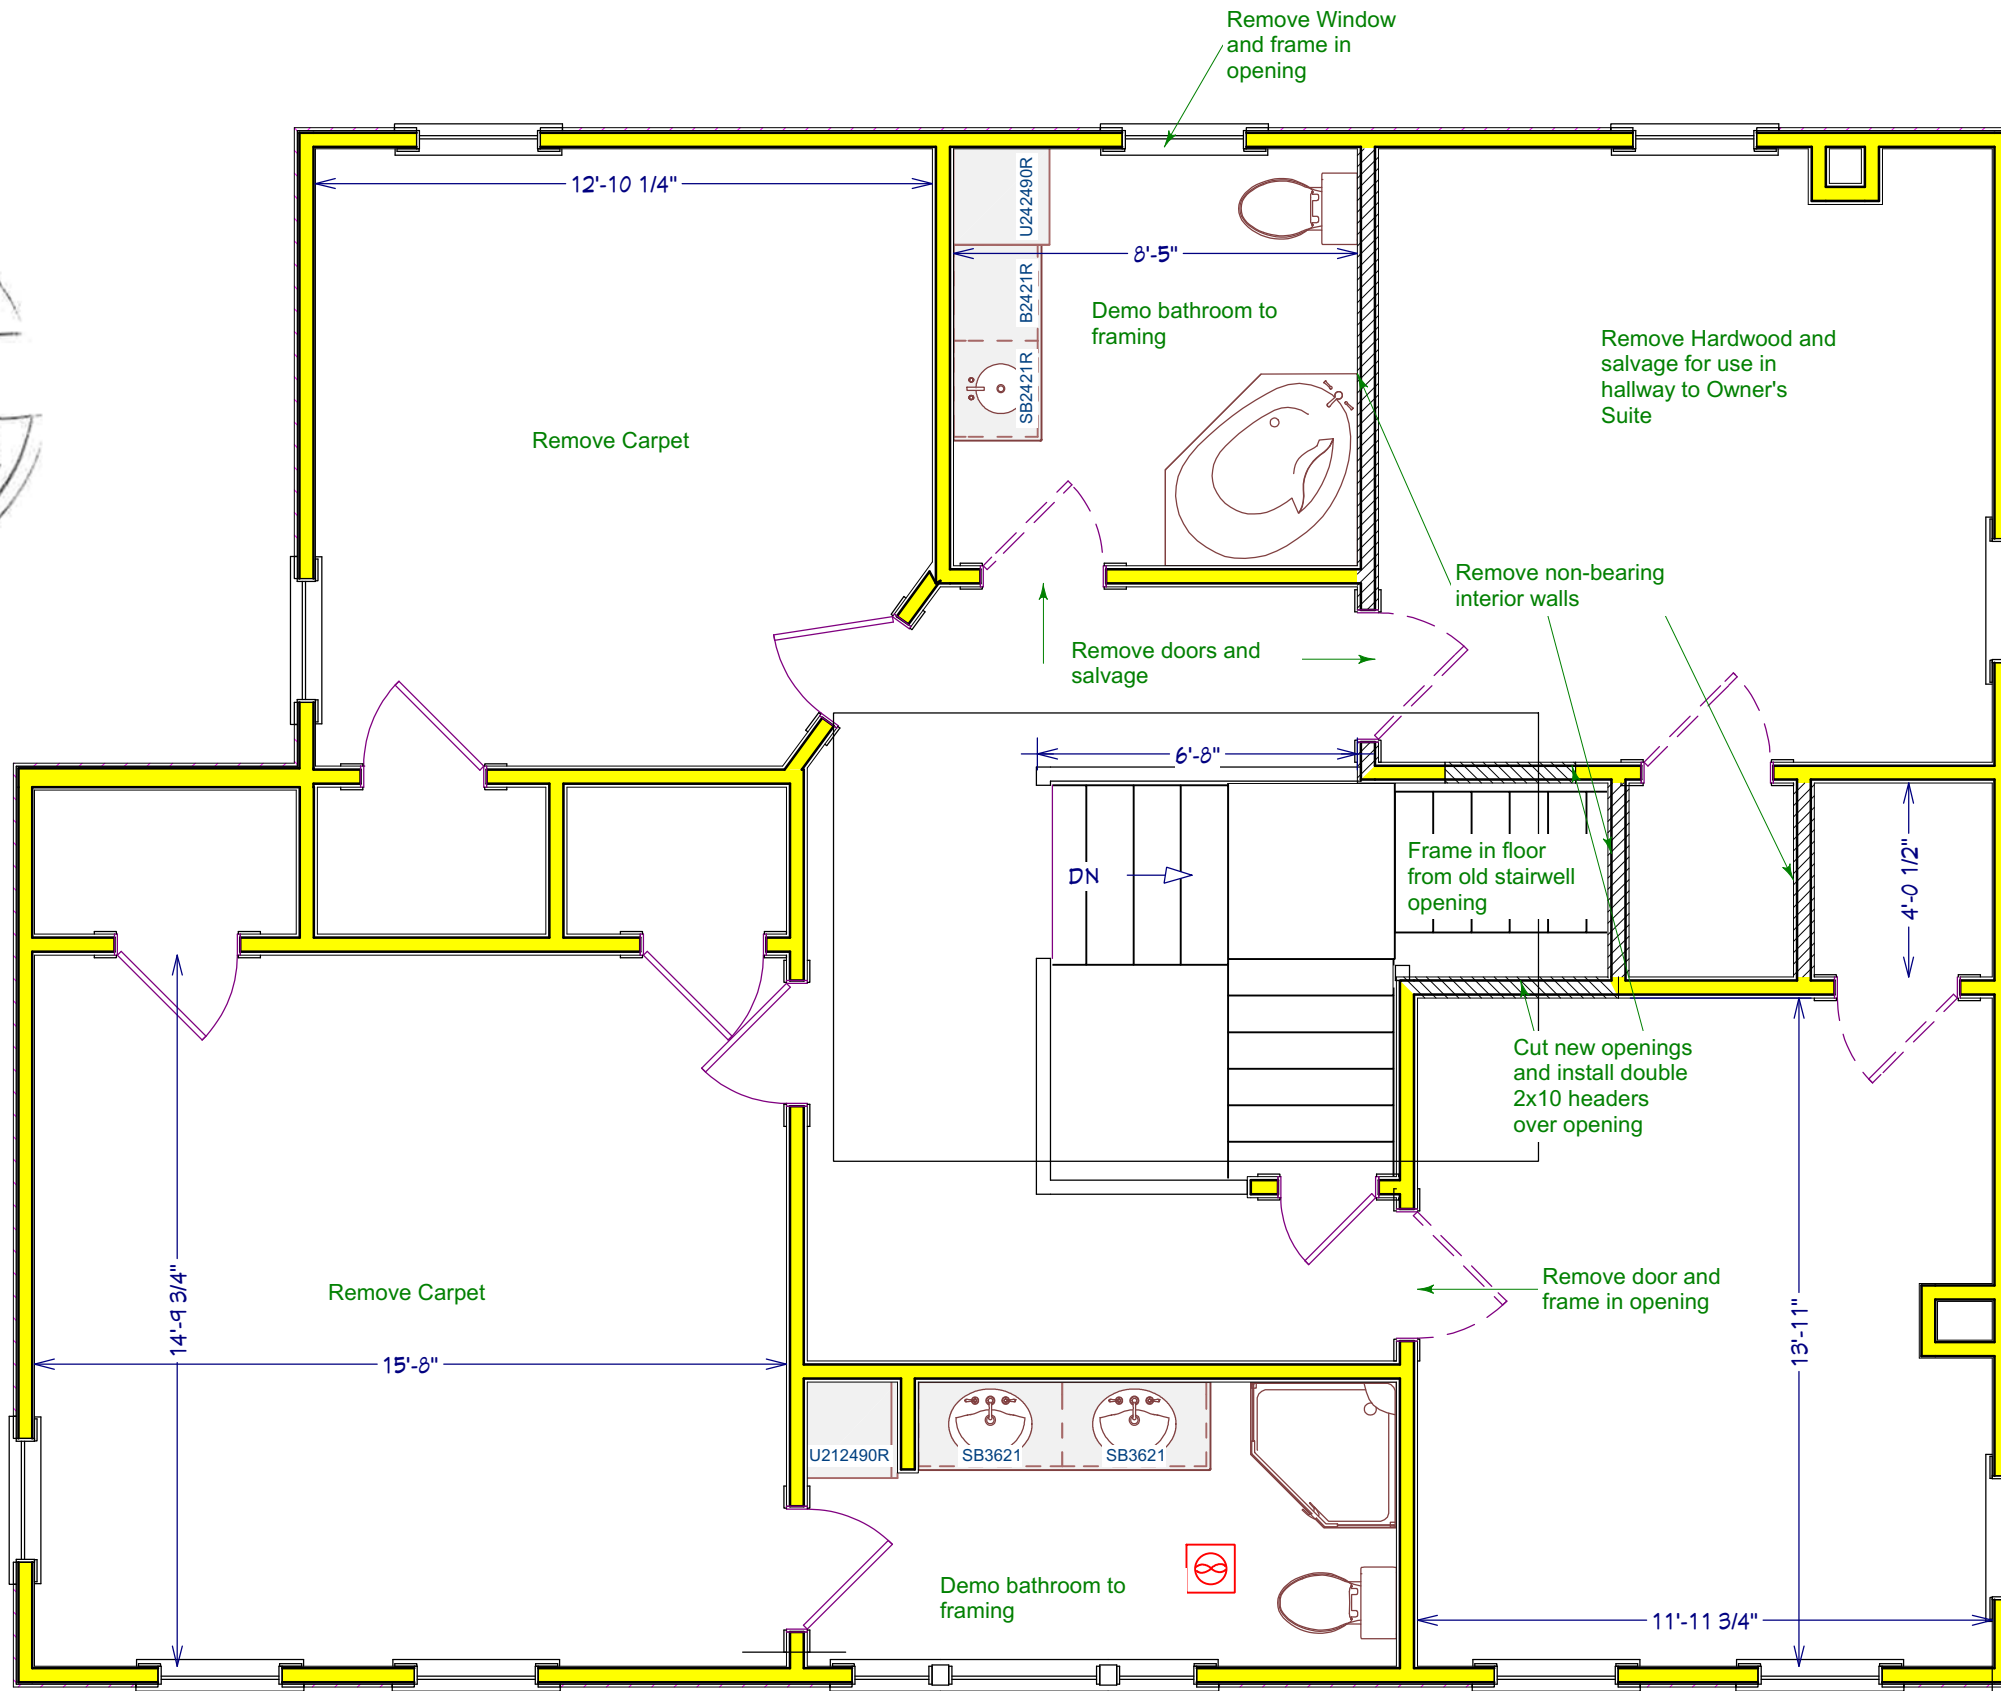 Remove Window
and frame in
opening
12'-10 1/4"
U242490R
8'-5"
B2421R
Demo bathroom to
framing
SB2421R
Remove Hardwood and
salvage for use in
hallway to Owner's
Suite
Remove Carpet
Remove non-bearing
interior walls
Remove doors and
salvage
6'-8"
DN
Frame in floor
from old stairwell
opening
4'-0 1/2"
Cut new openings
and install double
2x10 headers
over opening
Remove Carpet
14'-9 3/4"
15'-8"
Remove door and
frame in opening
13'-11"
U212490R
SB3621
SB3621
Demo bathroom to
framing
11'-11 3/4"